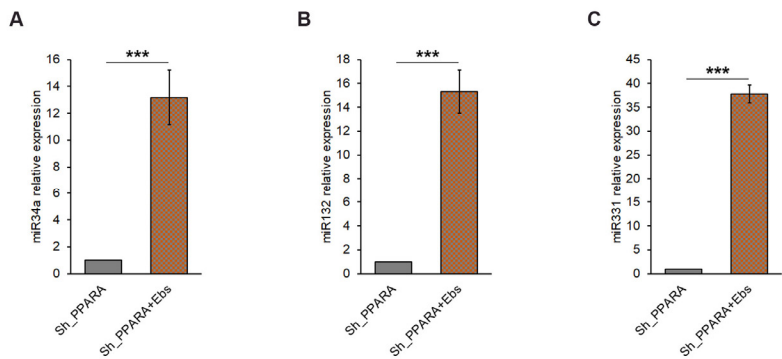 A
miR34a relative expression
16
14
12
10
8
6
4
2
0
***
Sh_PPARA
Sh_PPARA+Ebs
B
miR132 relative expression
18
16
14
12
10
8
6
4
2
0
***
Sh_PPARA
Sh_PPARA+Ebs
C
miR331 relative expression
45
40
35
30
25
20
15
10
5
0
***
Sh_PPARA
Sh_PPARA+Ebs